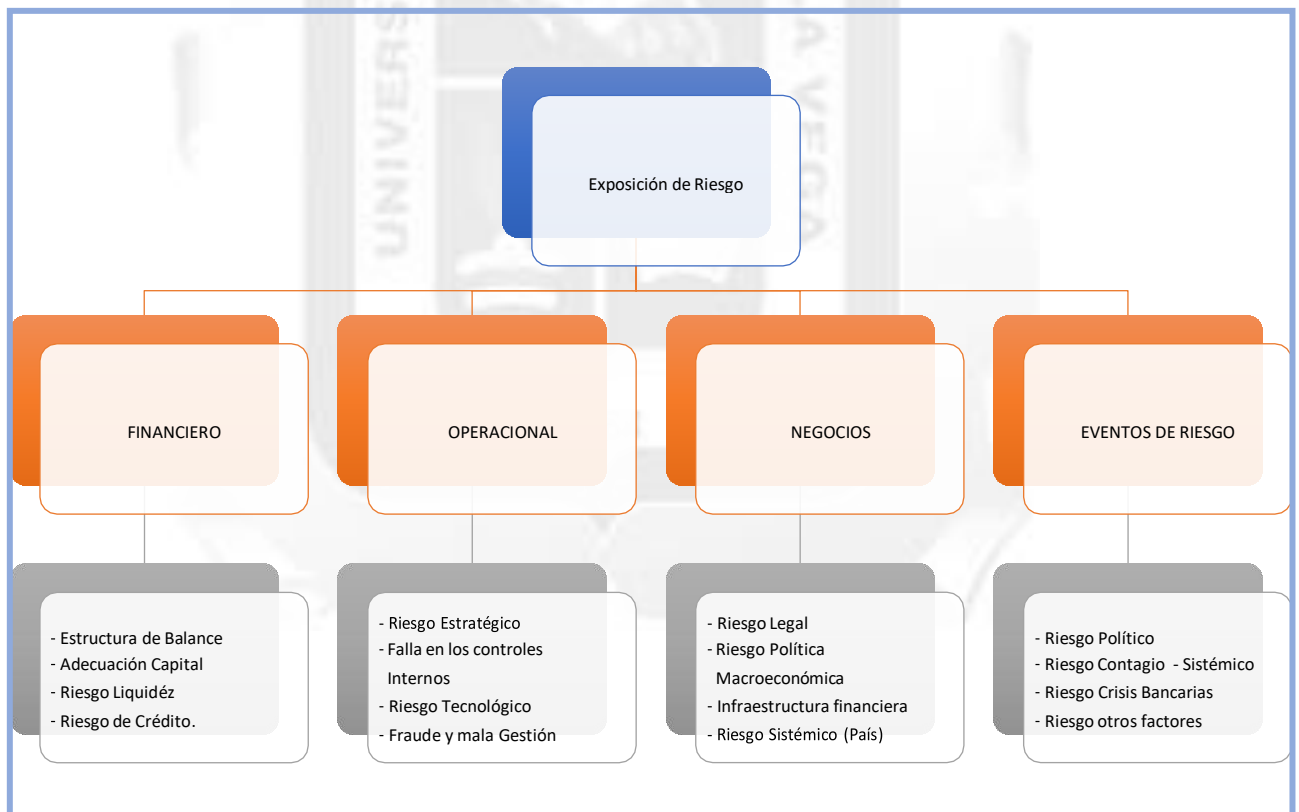 UNIVERS
A VEGA
Exposición de Riesgo
FINANCIERO
OPERACIONAL
NEGOCIOS
EVENTOS DE RIESGO
- Estructura de Balance
- Adecuación Capital
- Riesgo Liquidéz
- Riesgo de Crédito.
- Riesgo Estratégico
- Falla en los controles
Internos
- Riesgo Tecnológico
- Fraude y mala Gestión
- Riesgo Legal
- Riesgo Política
Macroeconómica
- Infraestructura financiera
- Riesgo Sistémico (País)
- Riesgo Político
- Riesgo Contagio - Sistémico
- Riesgo Crisis Bancarias
- Riesgo otros factores